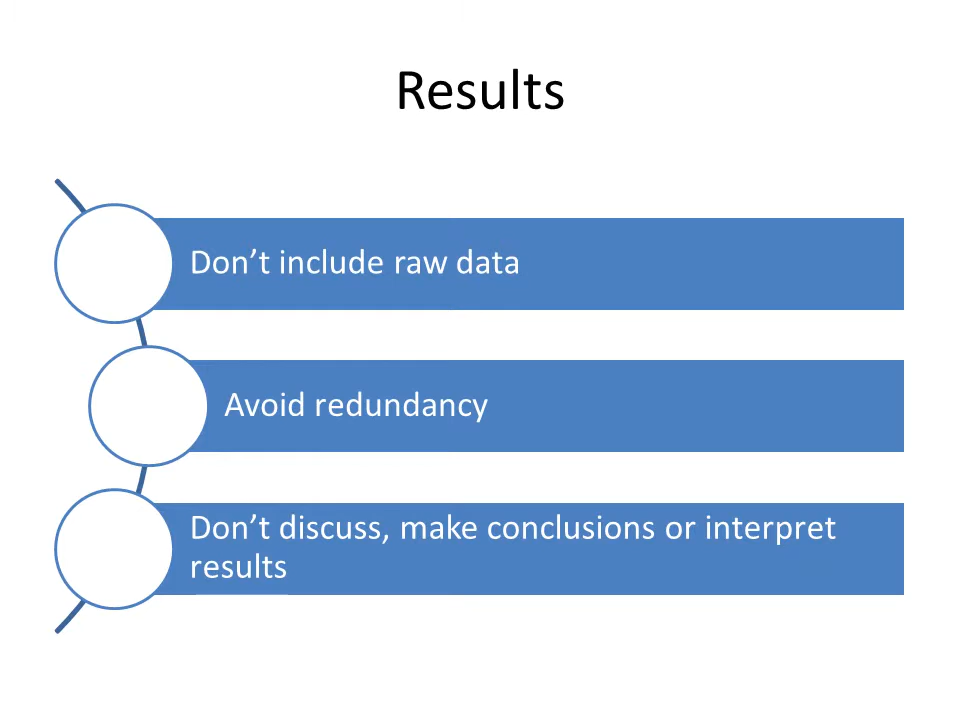 Results
Don’t include raw data
Avoid redundancy
Don’t discuss, make conclusions or interpret
results